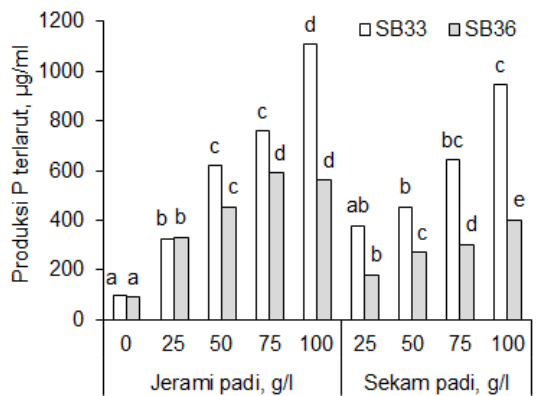 1200
1000
800
600
400
200
0
Produksi P terlarut, µg/ml
SB33 SB36
a a b b c c c d d d ab b b c bc d c e
0 25 50 75 100 25 50 75 100
Jerami padi, g/l Sekam padi, g/l